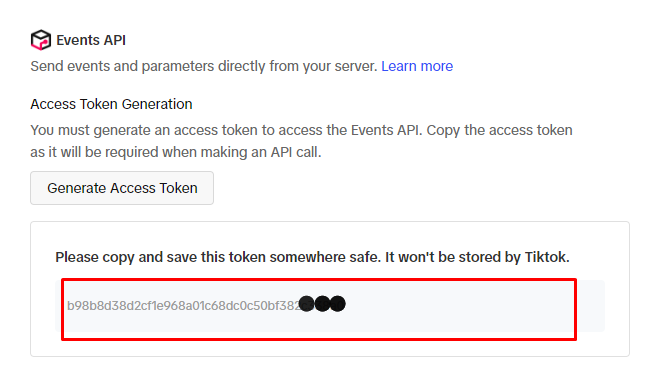 Events API
Send events and parameters directly from your server. Learn more
Access Token Generation
You must generate an access token to access the Events API. Copy the access token
as it will be required when making an API call.
Generate Access Token
Please copy and save this token somewhere safe. It won't be stored by Tiktok.
b98b8d38d2cf1e968a01c68dc0c50bf382